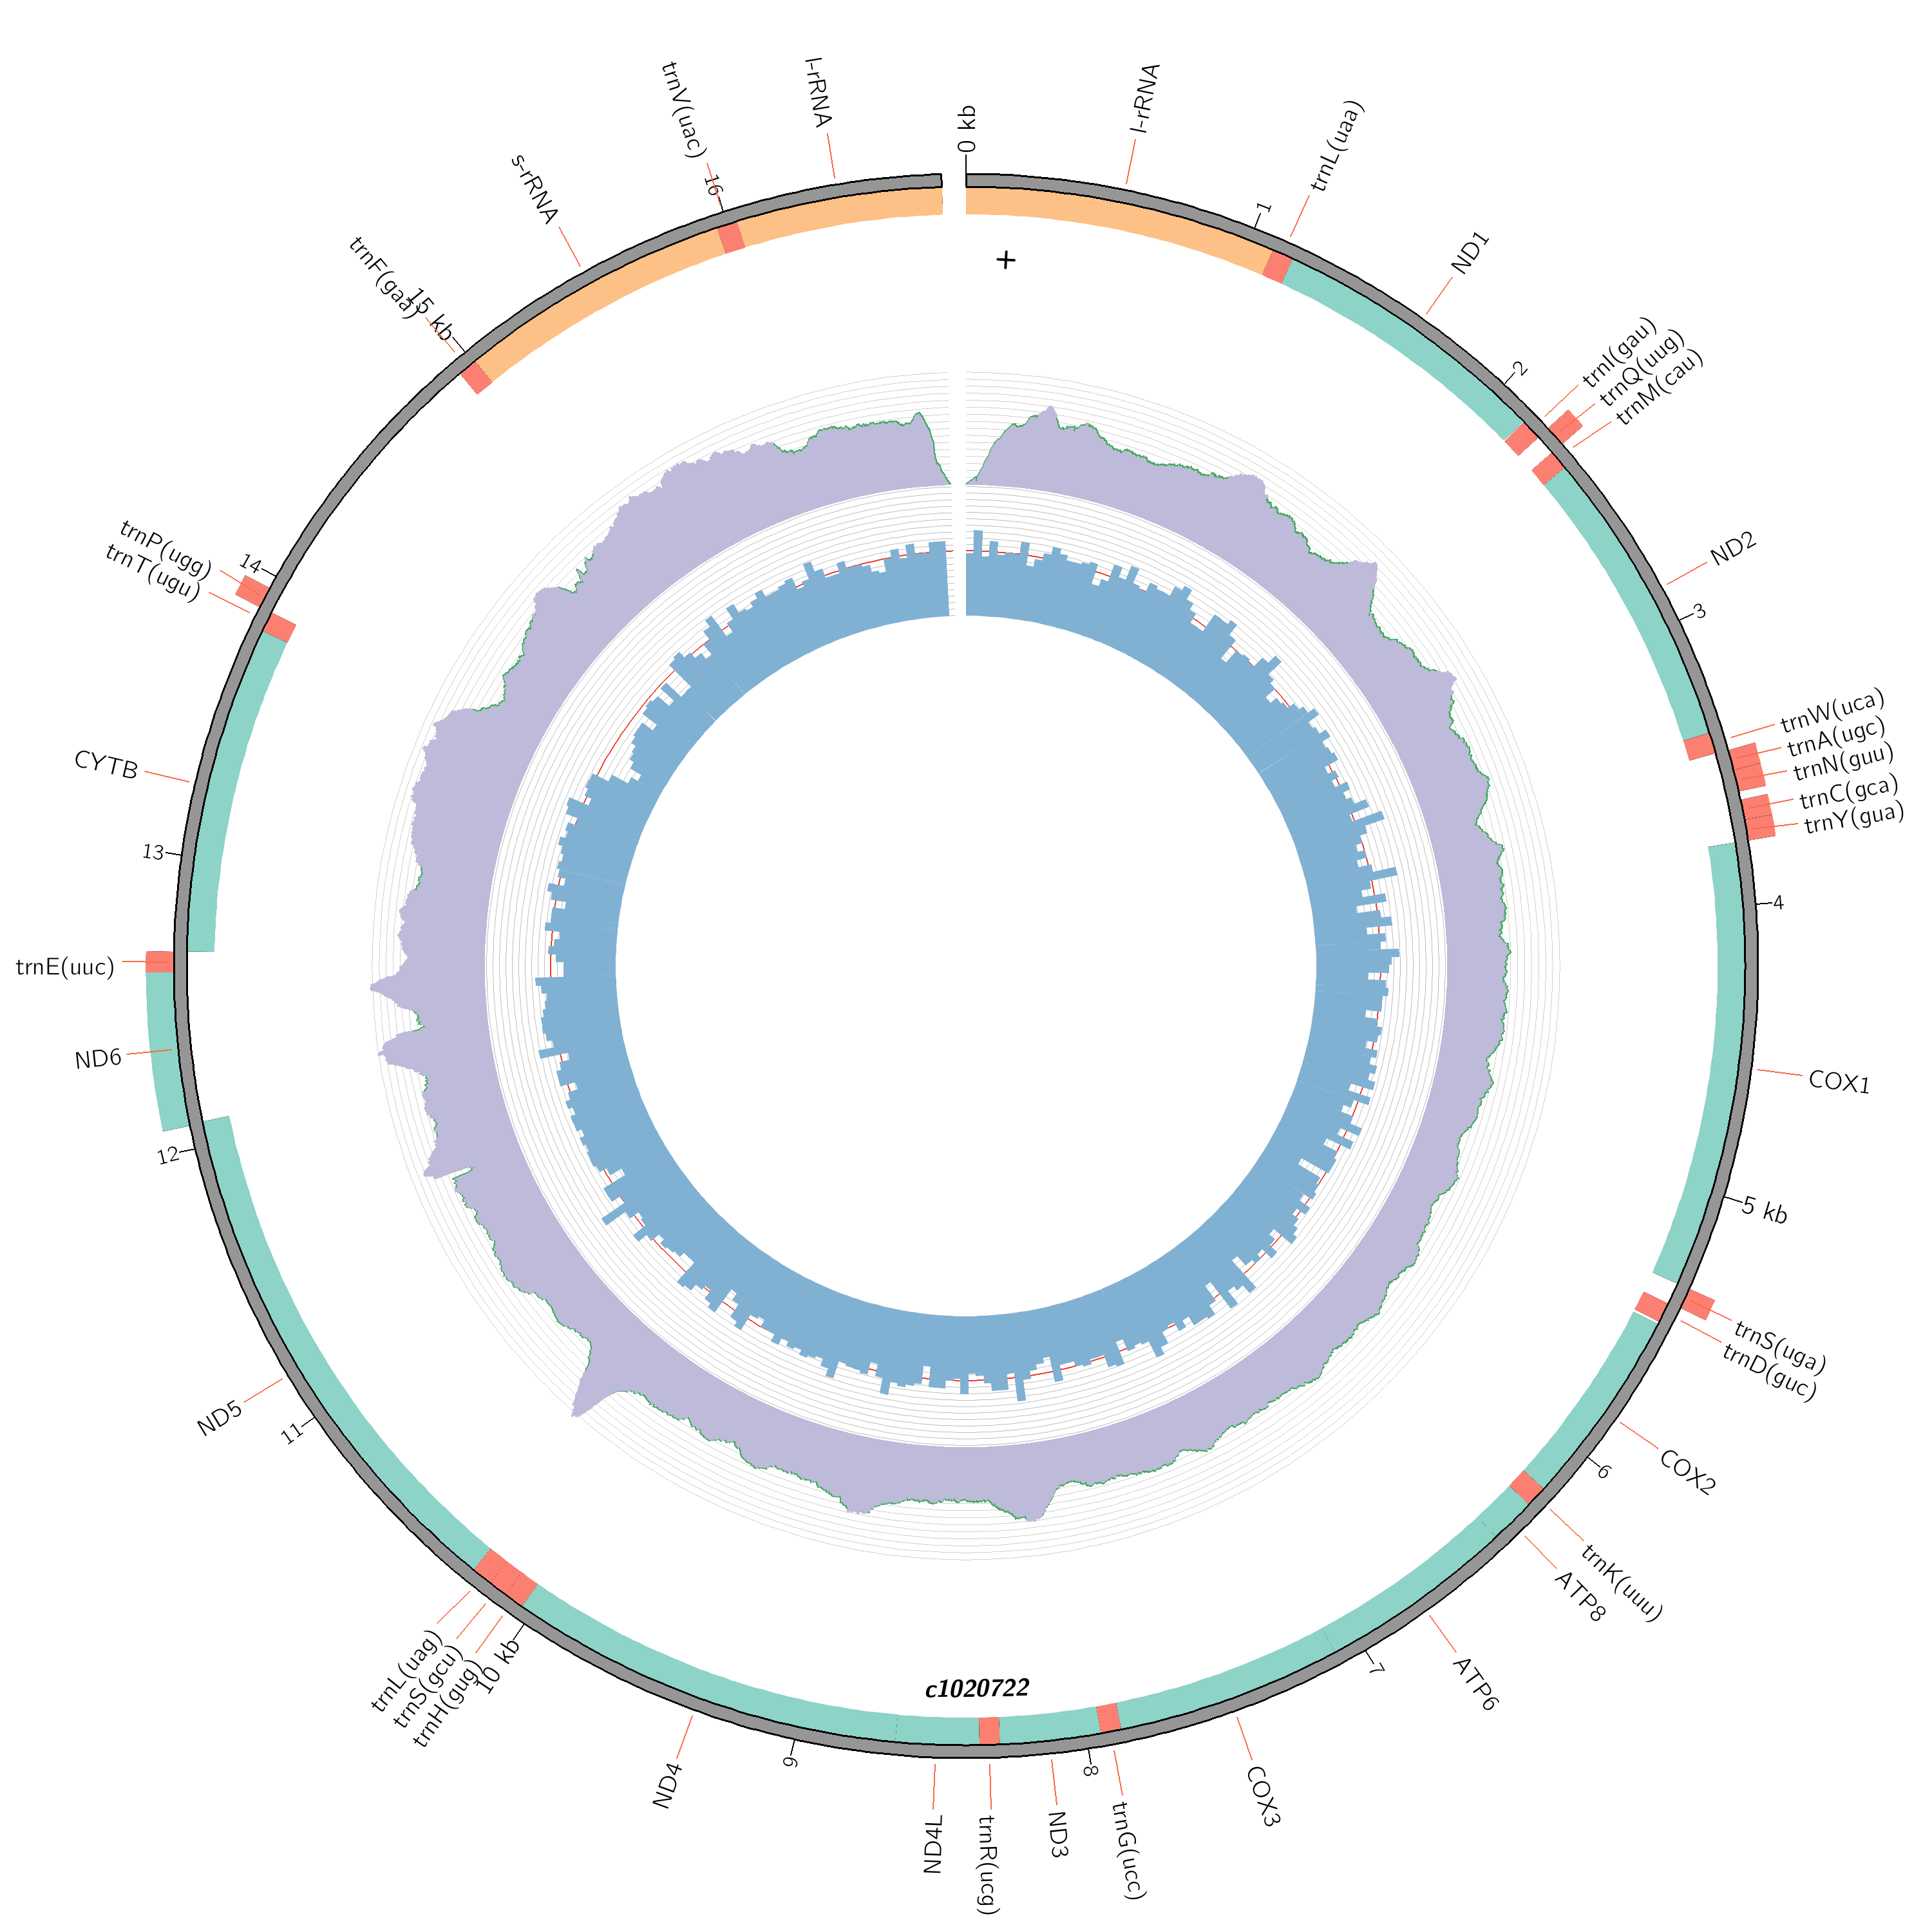 0 kb
l-rRNA
1
trnL(uaa)
ND1
2
trnI(gau)
trnQ(uug)
trnM(cau)
ND2
3
trnW(uca)
trnA(ugc)
trnN(guu)
trnC(gca)
trnY(gua)
4
COX1
5 kb
trnS(uga)
trnD(guc)
COX2
6
trnK(uuu)
ATP8
ATP6
7
COX3
trnG(ucc)
8
ND3
trnR(ucg)
ND4L
9
ND4
10 kb
trnH(gug)
trnS(gcu)
trnL(uag)
11
ND5
12
ND6
trnE(uuc)
13
CYTB
trnT(ugu)
trnP(ugg)
14
trnF(gaa)
15 kb
s-rRNA
16
trnV(uac)
l-rRNA
+
c1020722